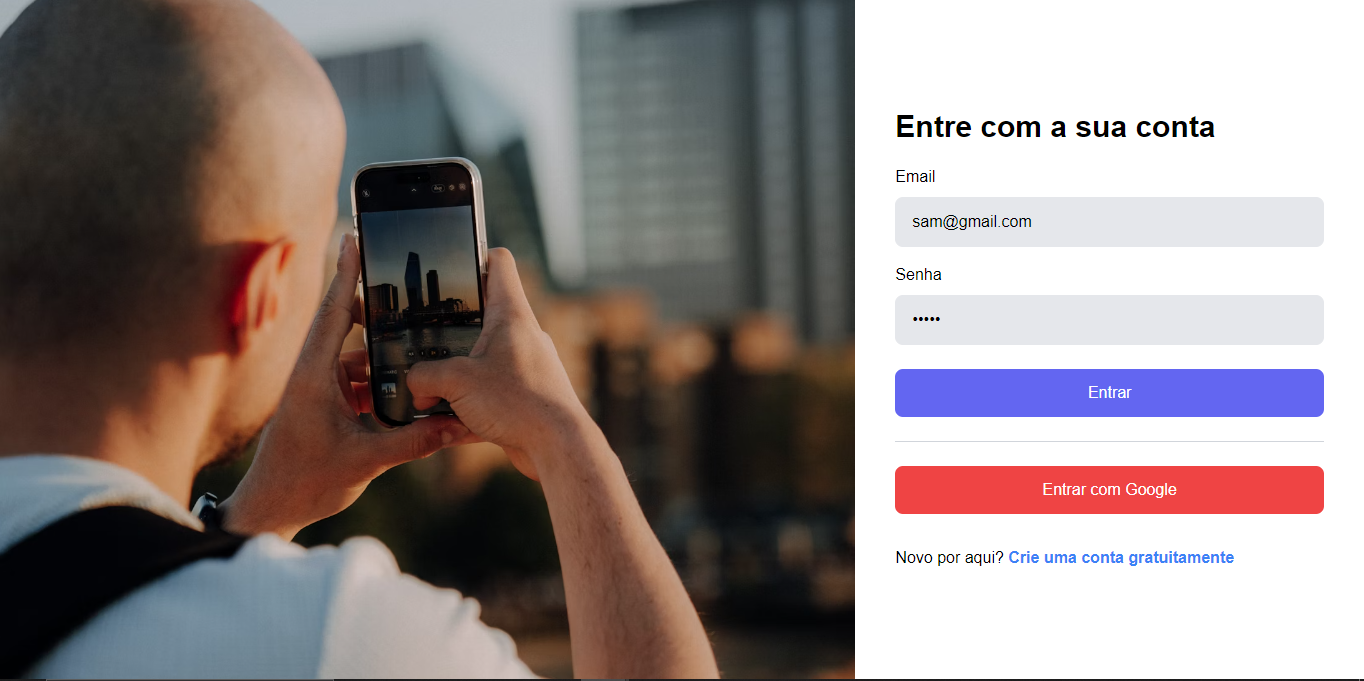 Entre com a sua conta
Email
sam@gmail.com
Senha
•••••
Entrar
Entrar com Google
Novo por aqui? Crie uma conta gratuitamente